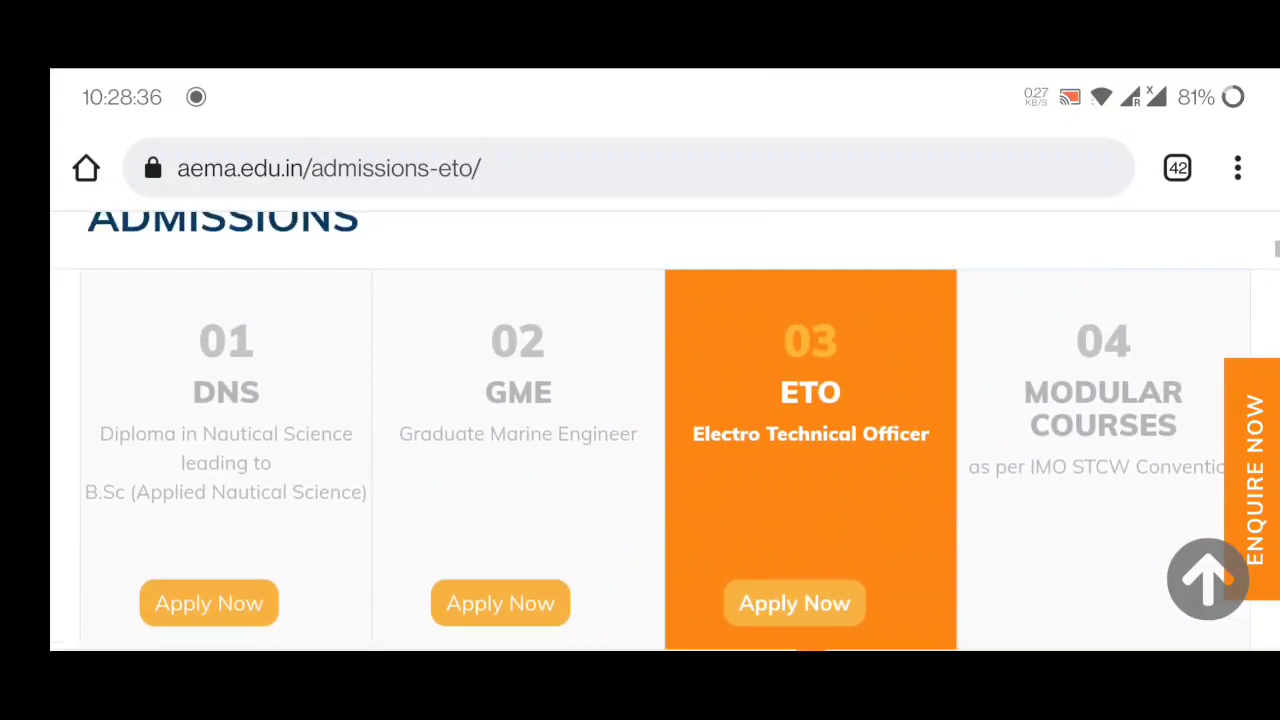 10:28:36
0.27
KB/S
R
X
81%
aema.edu.in/admissions-eto/
42
ADMISSIONS
01
DNS
Diploma in Nautical Science
leading to
B.Sc (Applied Nautical Science)
Apply Now
02
GME
Graduate Marine Engineer
Apply Now
03
ETO
Electro Technical Officer
Apply Now
04
MODULAR
COURSES
as per IMO STCW Conventio
ENQUIRE NOW